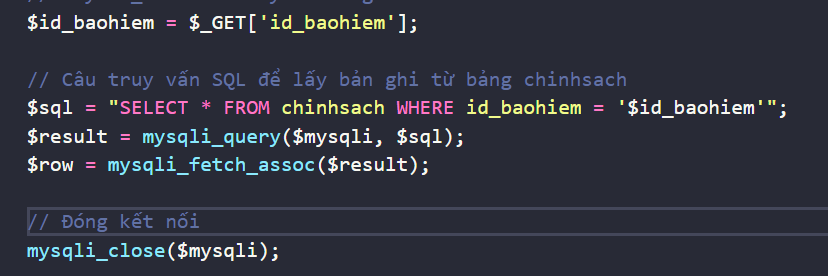 $id_baohiem = $_GET['id_baohiem'];
// Câu truy vấn SQL để lấy bản ghi từ bảng chinhsach
$sql = "SELECT * FROM chinhsach WHERE id_baohiem = '$id_baohiem'";
$result = mysqli_query($mysqli, $sql);
$row = mysqli_fetch_assoc($result);
// Đóng kết nối
mysqli_close($mysqli);